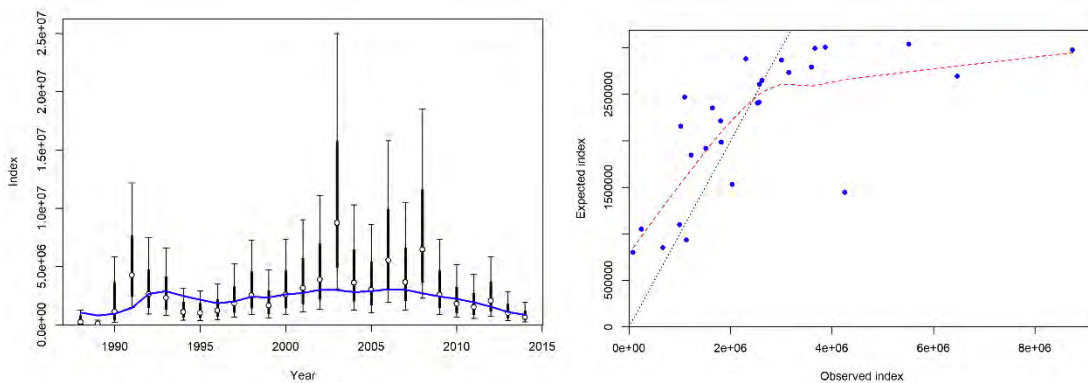 Index
0.0e+00
5.0e+06
1.0e+07
1.5e+07
2.0e+07
2.5e+07
1990
1995
2000
2005
2010
2015
Year
Expected index
0
500000
1500000
2500000
0e+00
2e+06
4e+06
6e+06
8e+06
Observed index